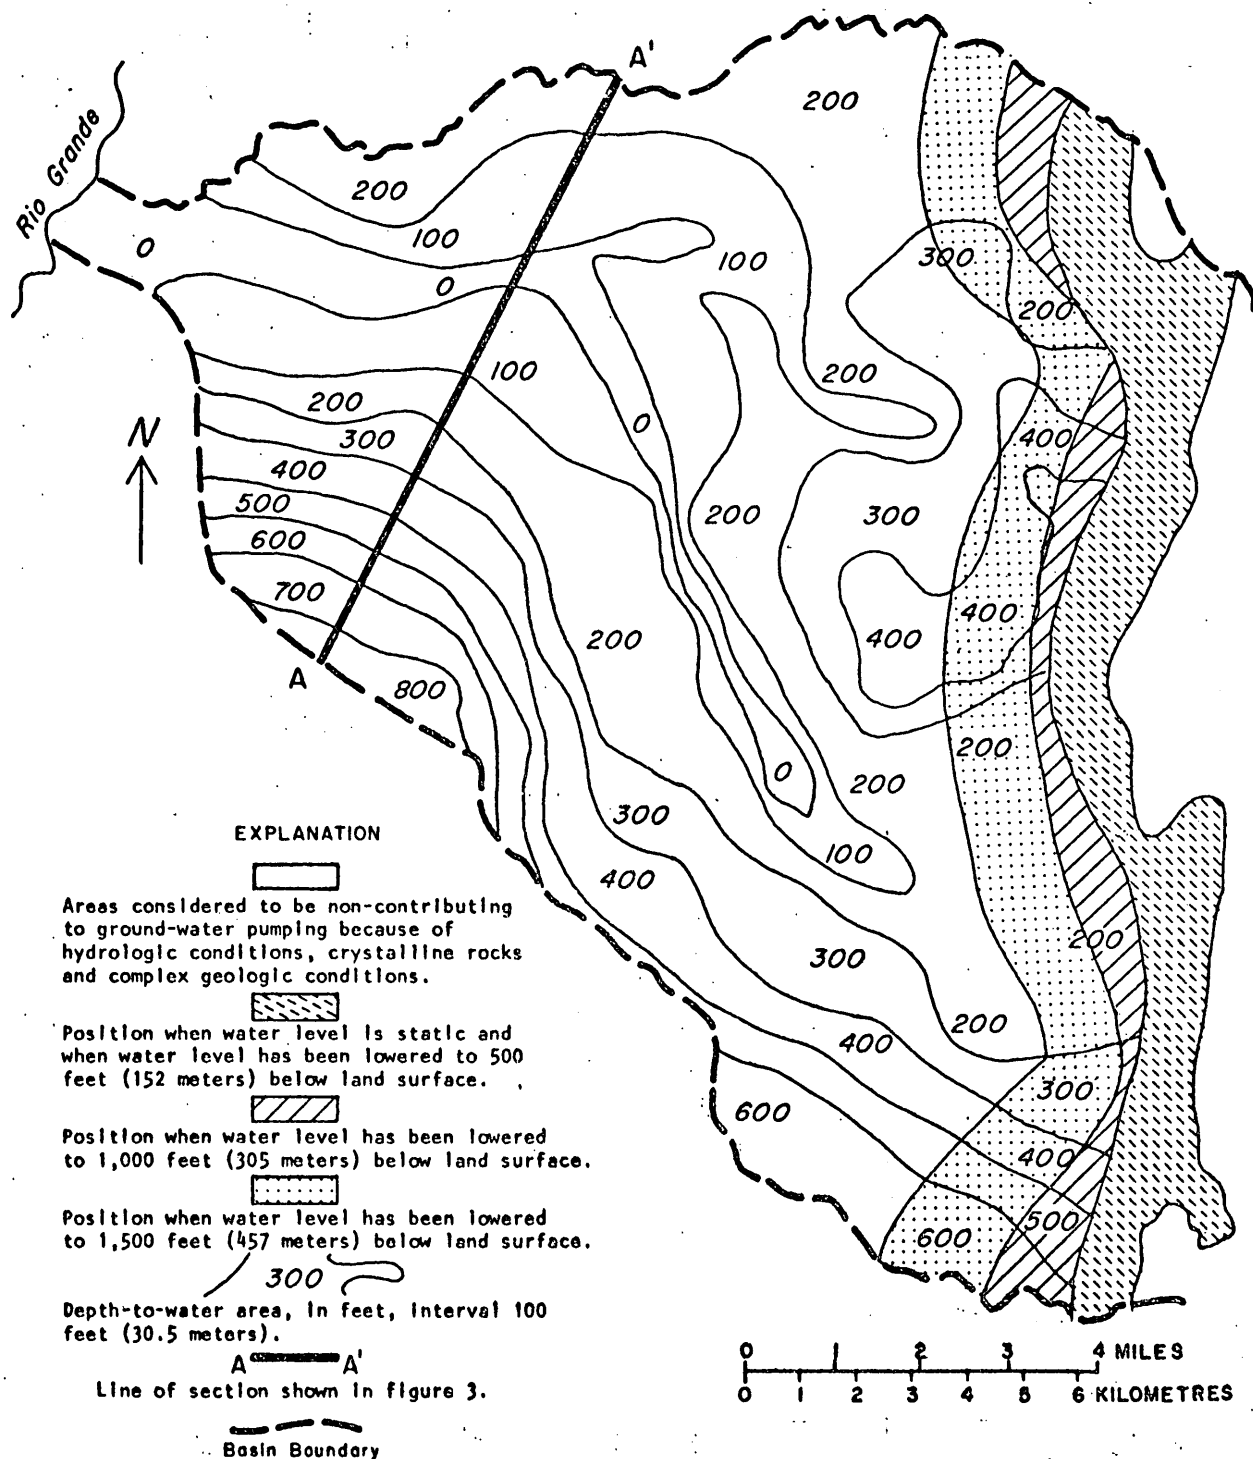 A'
200
Rio Grande
200
0
100
300
100
0
200
200
100
N
200
300
0
400
400
500
200
300
600
700
400
200
400
A
800
200
0
200
300
100
400
200
300
200
400
300
600
400
500
600
EXPLANATION
Areas considered to be non-contributing
to ground-water pumping because of
hydrologic conditions, crystalline rocks
and complex geologic conditions.
Position when water level is static and
when water level has been lowered to 500
feet (152 meters) below land surface.
Position when water level has been lowered
to 1,000 feet (305 meters) below land surface.
Position when water level has been lowered
to 1,500 feet (457 meters) below land surface.
300
Depth-to-water area, in feet, interval 100
feet (30.5 meters).
A A'
Line of section shown in figure 3.
Basin Boundary
0 1 2 3 4 MILES
0 1 2 3 4 5 6 KILOMETRES